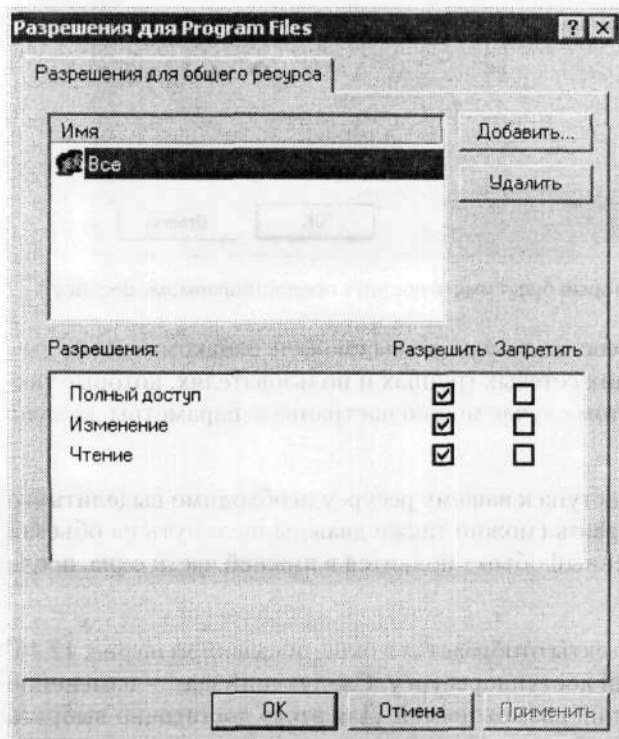 Разрешения для Program Files
Разрешения для общего ресурса
Имя
Добавить...
Все
Удалить
Разрешения:
Разрешить Запретить
Полный доступ
Изменение
Чтение
OK
Отмена
Применить